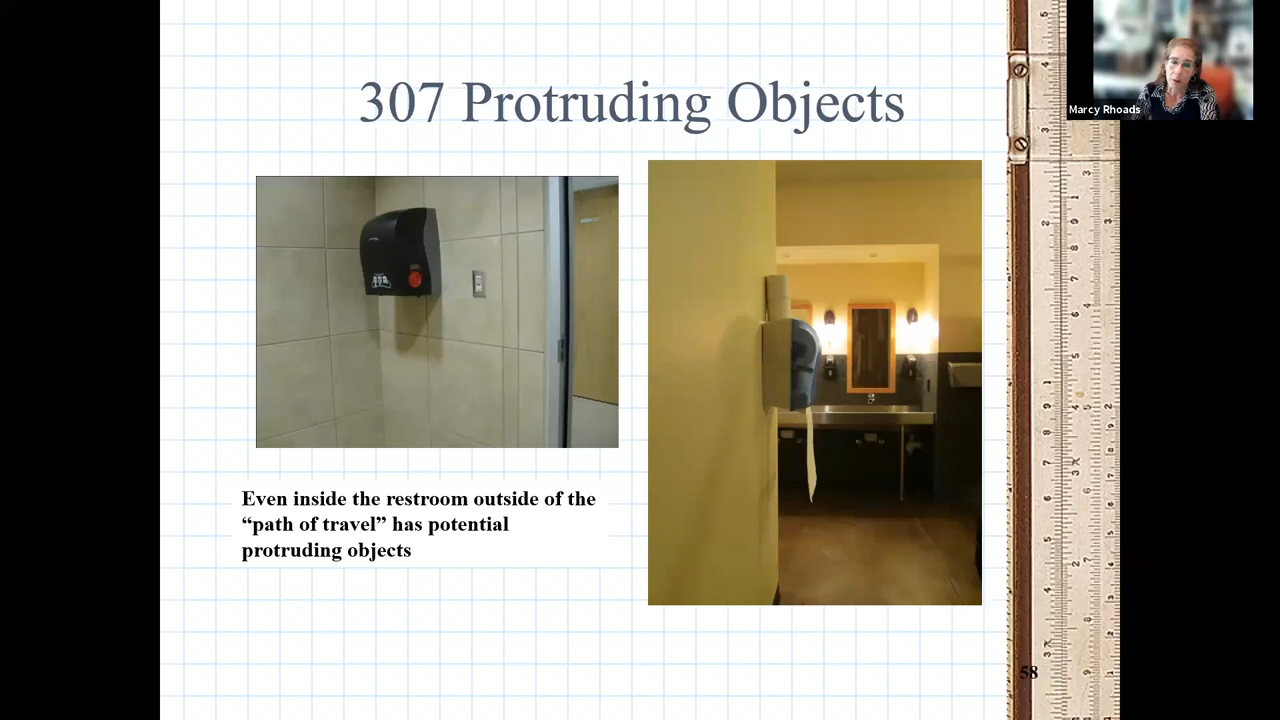 307 Protruding Objects
Marcy Rhoads
Even inside the restroom outside of the
“path of travel” has potential
protruding objects
58